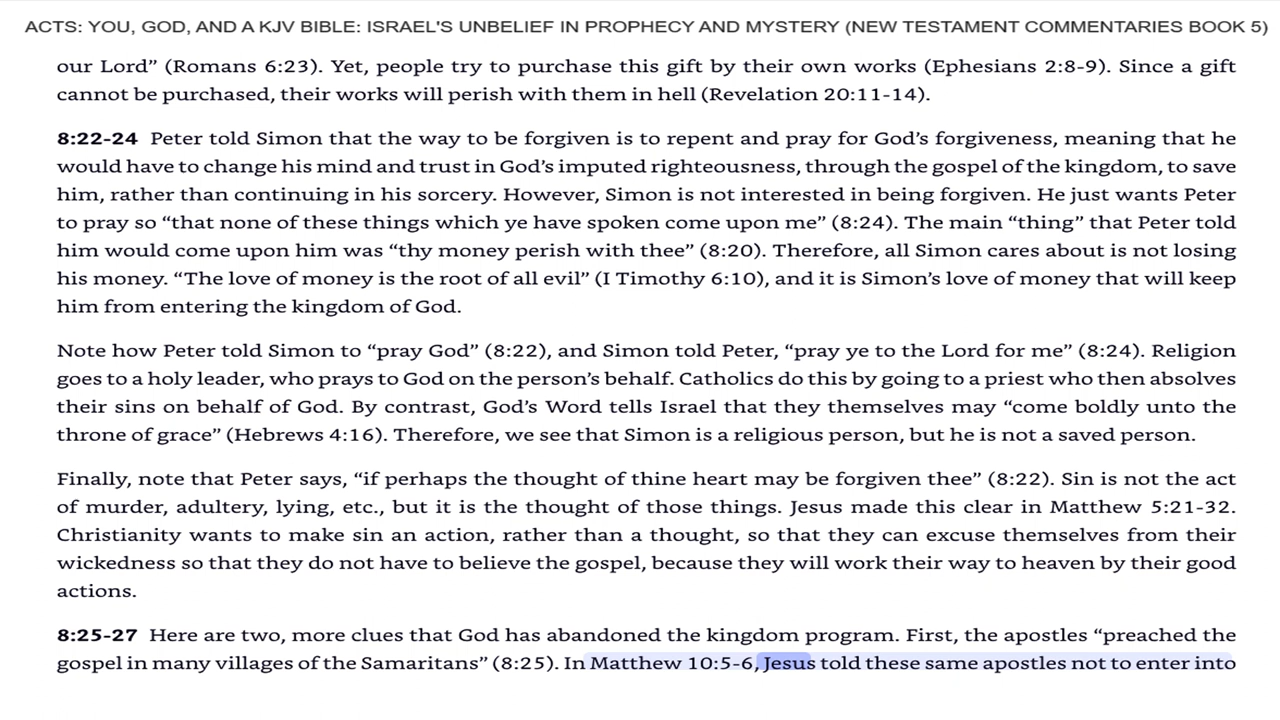 ACTS: YOU, GOD, AND A KJV BIBLE: ISRAEL'S UNBELIEF IN PROPHECY AND MYSTERY (NEW TESTAMENT COMMENTARIES BOOK 5)
our Lord” (Romans 6:23). Yet, people try to purchase this gift by their own works (Ephesians 2:8-9). Since a gift
cannot be purchased, their works will perish with them in hell (Revelation 20:11-14).
8:22-24 Peter told Simon that the way to be forgiven is to repent and pray for God’s forgiveness, meaning that he
would have to change his mind and trust in God’s imputed righteousness, through the gospel of the kingdom, to save
him, rather than continuing in his sorcery. However, Simon is not interested in being forgiven. He just wants Peter
to pray so “that none of these things which ye have spoken come upon me” (8:24). The main “thing” that Peter told
him would come upon him was “thy money perish with thee” (8:20). Therefore, all Simon cares about is not losing
his money. “The love of money is the root of all evil” (I Timothy 6:10), and it is Simon’s love of money that will keep
him from entering the kingdom of God.
Note how Peter told Simon to “pray God” (8:22), and Simon told Peter, “pray ye to the Lord for me” (8:24). Religion
goes to a holy leader, who prays to God on the person’s behalf. Catholics do this by going to a priest who then absolves
their sins on behalf of God. By contrast, God’s Word tells Israel that they themselves may “come boldly unto the
throne of grace” (Hebrews 4:16). Therefore, we see that Simon is a religious person, but he is not a saved person.
Finally, note that Peter says, “if perhaps the thought of thine heart may be forgiven thee” (8:22). Sin is not the act
of murder, adultery, lying, etc., but it is the thought of those things. Jesus made this clear in Matthew 5:21-32.
Christianity wants to make sin an action, rather than a thought, so that they can excuse themselves from their
wickedness so that they do not have to believe the gospel, because they will work their way to heaven by their good
actions.
8:25-27 Here are two, more clues that God has abandoned the kingdom program. First, the apostles “preached the
gospel in many villages of the Samaritans” (8:25). In Matthew 10:5-6, Jesus told these same apostles not to enter into